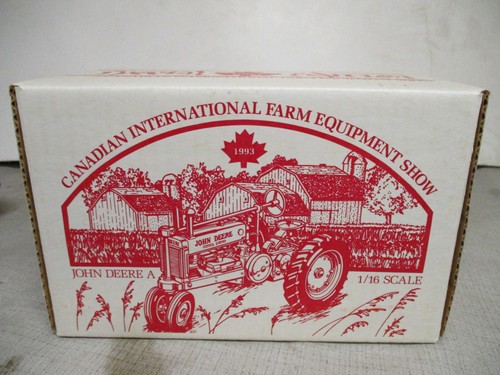 CANADIAN INTERNATIONAL FARM EQUIPMENT SHOW
1993
JOHN DEERE
JOHN DEERE A
1/16 SCALE